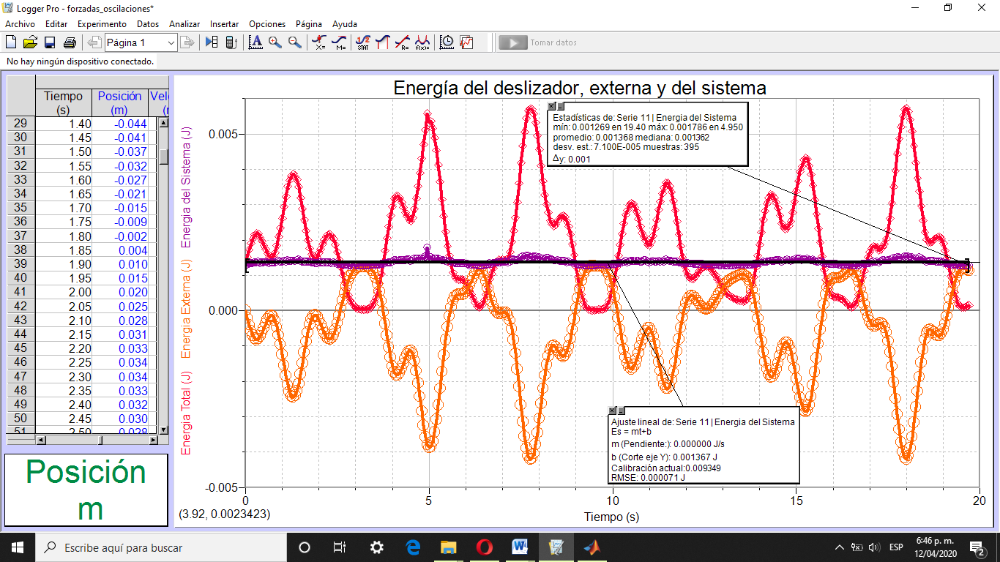 Logger Pro - forzadas_oscilaciones*
Archivo Editar Experimento Datos Analizar Insertar Opciones Página Ayuda
Página 1
X= M= STAT R= f(x)= Tomar datos
No hay ningún dispositivo conectado.
Tiempo Posición Vel
(s) (m)
29 1.40 -0.044
30 1.45 -0.041
31 1.50 -0.037
32 1.55 -0.032
33 1.60 -0.027
34 1.65 -0.021
35 1.70 -0.015
36 1.75 -0.009
37 1.80 -0.002
38 1.85 0.004
39 1.90 0.010
40 1.95 0.015
41 2.00 0.020
42 2.05 0.025
43 2.10 0.028
44 2.15 0.031
45 2.20 0.033
46 2.25 0.034
47 2.30 0.034
48 2.35 0.033
49 2.40 0.032
50 2.45 0.030
51 2.50 0.028
Posición
m
Energía del deslizador, externa y del sistema
Energia Total (J) Energia Externa (J) Energia del Sistema (J)
0.005
0.000
-0.005
Estadísticas de: Serie 11 | Energia del Sistema
mín: 0.001269 en 19.40 máx: 0.001786 en 4.950
promedio: 0.001368 mediana: 0.001362
desv. est.: 7.100E-005 muestras: 395
Δy: 0.001
Ajuste lineal de: Serie 11 | Energia del Sistema
Es = mt+b
m (Pendiente:): 0.000000 J/s
b (Corte eje Y): 0.001367 J
Calibración actual:0.009349
RMSE: 0.000071 J
0 5 10 15 20
(3.92, 0.0023423)
Tiempo (s)
Escribe aquí para buscar
ESP
6:46 p. m.
12/04/2020
2